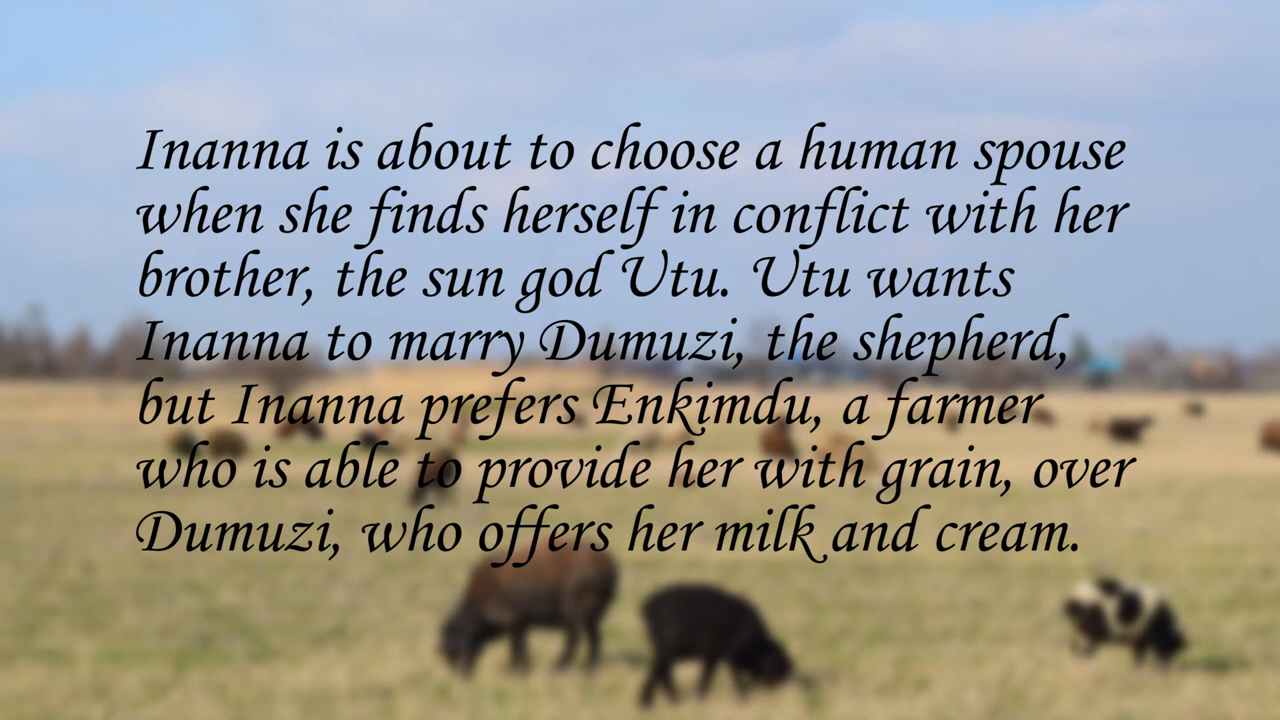 Inanna is about to choose a human spouse
when she finds herself in conflict with her
brother, the sun god Utu. Utu wants
Inanna to marry Dumuzi, the shepherd,
but Inanna prefers Enkimdu, a farmer
who is able to provide her with grain, over
Dumuzi, who offers her milk and cream.